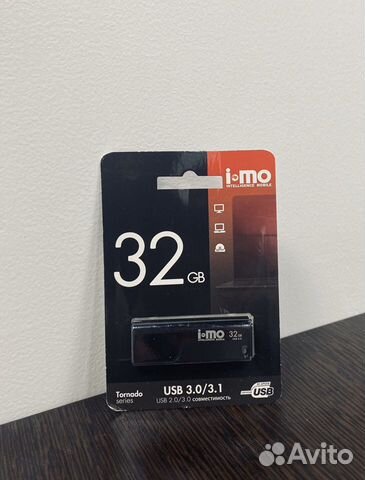 i-mo
INTELLIGENCE MOBILE
32 GB
i-mo
32 GB
USB 3.0/3.1
Tornado
series
USB 2.0/3.0 совместимость
USB
Avito